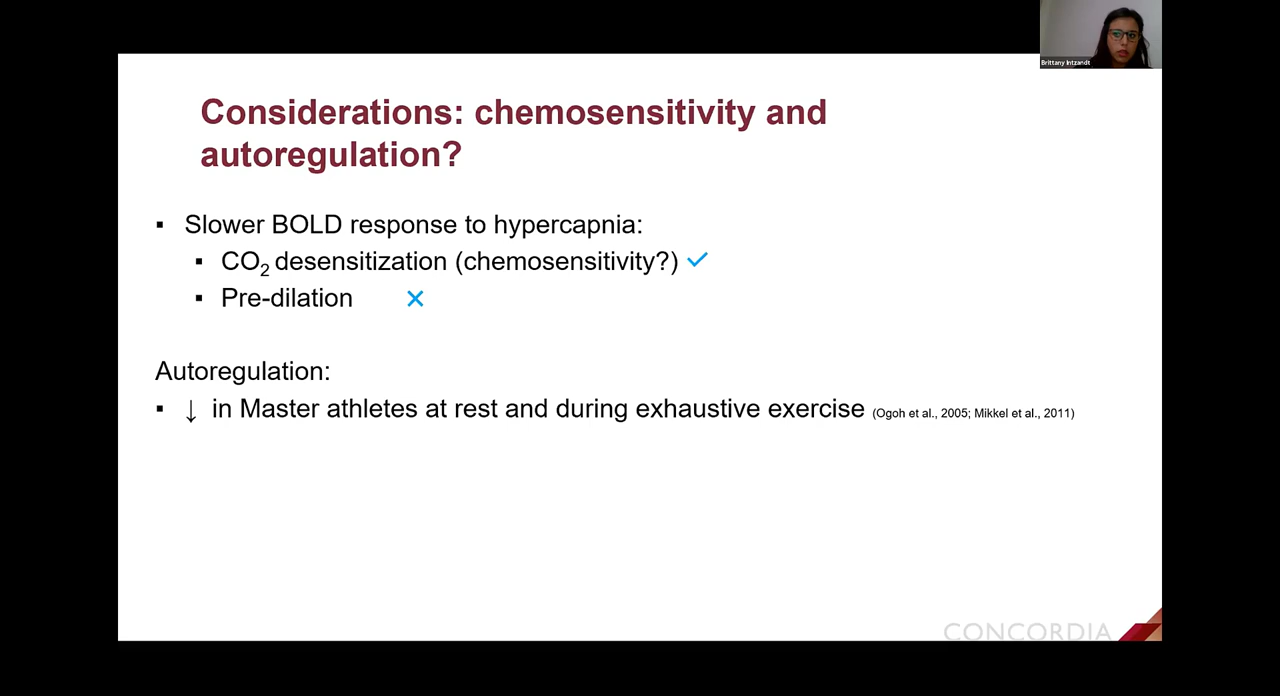 Brittany Intzandt
Considerations: chemosensitivity and
autoregulation?
▪ Slower BOLD response to hypercapnia:
▪ CO₂ desensitization (chemosensitivity?) ✓
▪ Pre-dilation ✕
Autoregulation:
▪ ↓ in Master athletes at rest and during exhaustive exercise (Ogoh et al., 2005; Mikkel et al., 2011)
CONCORDIA